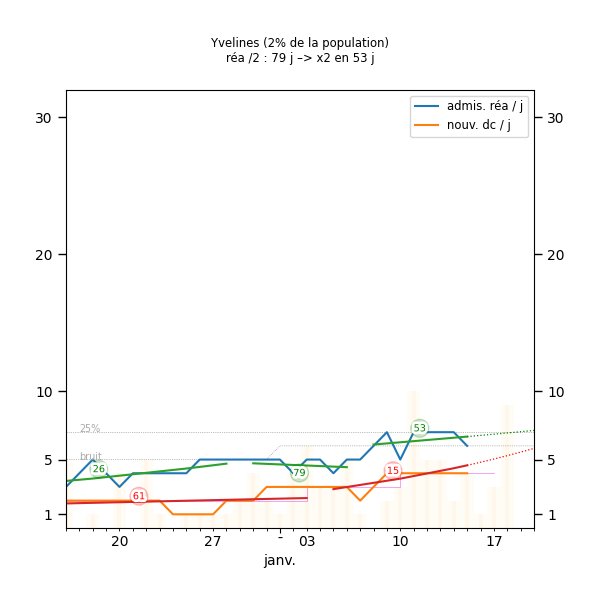 Yvelines (2% de la population)
réa /2 : 79 j –> x2 en 53 j
admis. réa / j
nouv. dc / j
30 30
20 20
10 10
25%
53
bruit
5 5
26
79
15
61
1 1
20 27 - 03 10 17
janv.